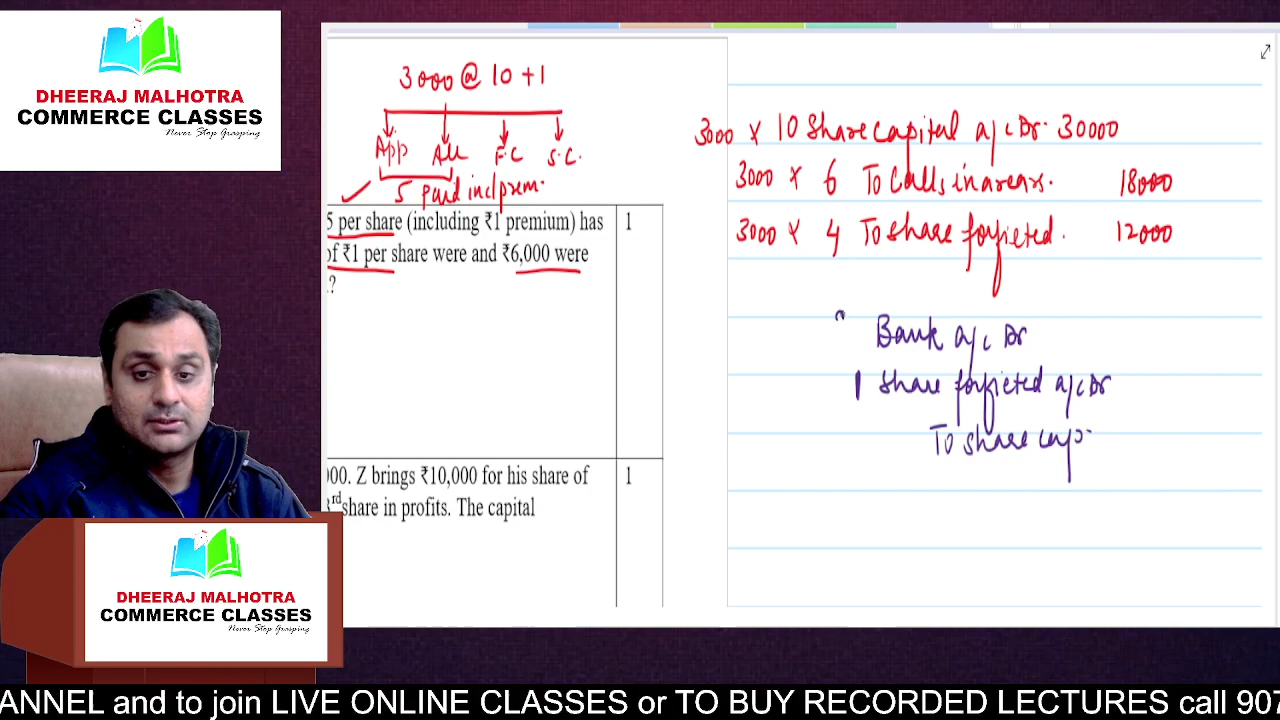 DHEERAJ MALHOTRA
COMMERCE CLASSES
Never Stop Grasping
3000 @ 10 + 1
App All F.C S.C.
5 paid incl prem.
5 per share (including ₹1 premium) has 1
of ₹1 per share were and ₹6,000 were
?
000. Z brings ₹10,000 for his share of 1
3rd share in profits. The capital
3000 x 10 Share capital a/c Dr. 30000
3000 x 6 To Calls in arears. 18000
3000 x 4 To share forfieted. 12000
Bank a/c Dr
1 Share forfieted a/c Dr
To share cap
DHEERAJ MALHOTRA
COMMERCE CLASSES
Never Stop Grasping
ANNEL and to join LIVE ONLINE CLASSES or TO BUY RECORDED LECTURES call 907